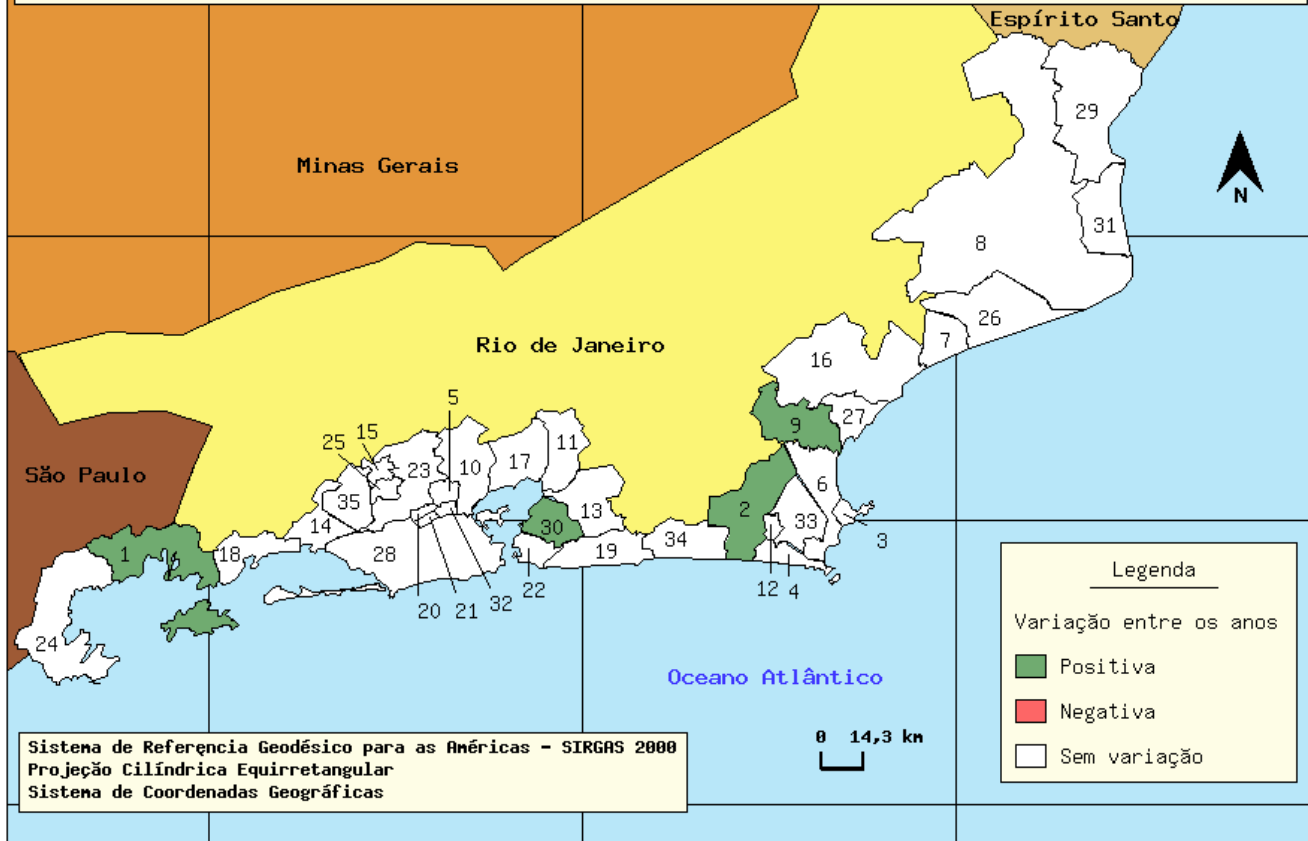 Espírito Santo
29
Minas Gerais
N
31
8
26
7
Rio de Janeiro
16
5
27
15
9
25
11
17
10
23
São Paulo
6
35
2
13
30
14
33
3
34
1
18
28
19
22
12
4
20
21
32
24
Legenda
Variação entre os anos
Positiva
Negativa
Sem variação
Oceano Atlântico
0 14,3 km
Sistema de Referęncia Geodésico para as Américas - SIRGAS 2000
Projeção Cilíndrica Equirretangular
Sistema de Coordenadas Geográficas